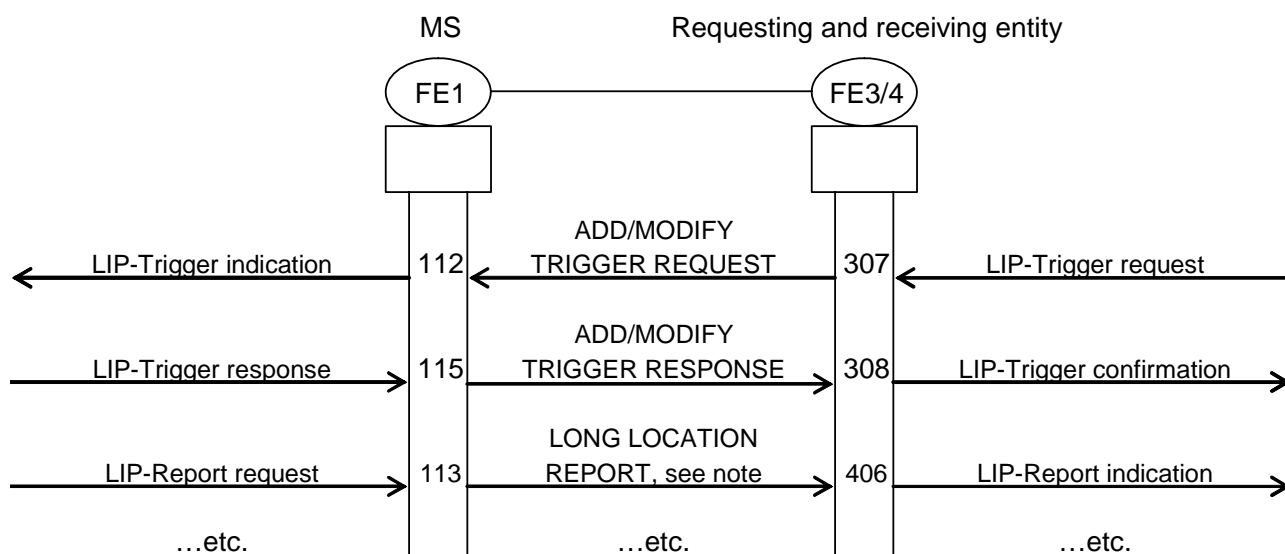 MS
Requesting and receiving entity
FE1
FE3/4
ADD/MODIFY
LIP-Trigger indication
112
TRIGGER REQUEST
307
LIP-Trigger request
ADD/MODIFY
LIP-Trigger response
115
TRIGGER RESPONSE
308
LIP-Trigger confirmation
LONG LOCATION
LIP-Report request
113
REPORT, see note
406
LIP-Report indication
…etc.
…etc.
…etc.